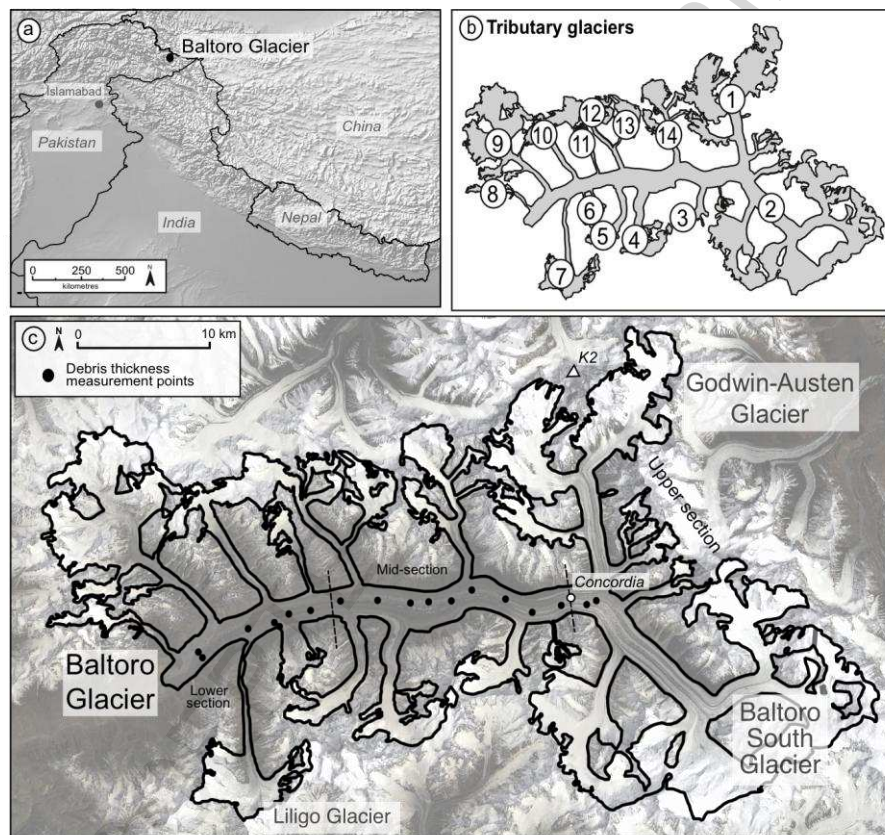 a
Baltoro Glacier
Islamabad
China
Pakistan
India
Nepal
0 250 500
kilometres
N
b Tributary glaciers
1
12
13
14
10
11
9
8
6
3
2
5
4
7
c
N
0 10 km
Debris thickness
measurement points
K2
Godwin-Austen
Glacier
Upper section
Mid-section
Concordia
Baltoro
Glacier
Lower
section
Baltoro
South
Glacier
Liligo Glacier